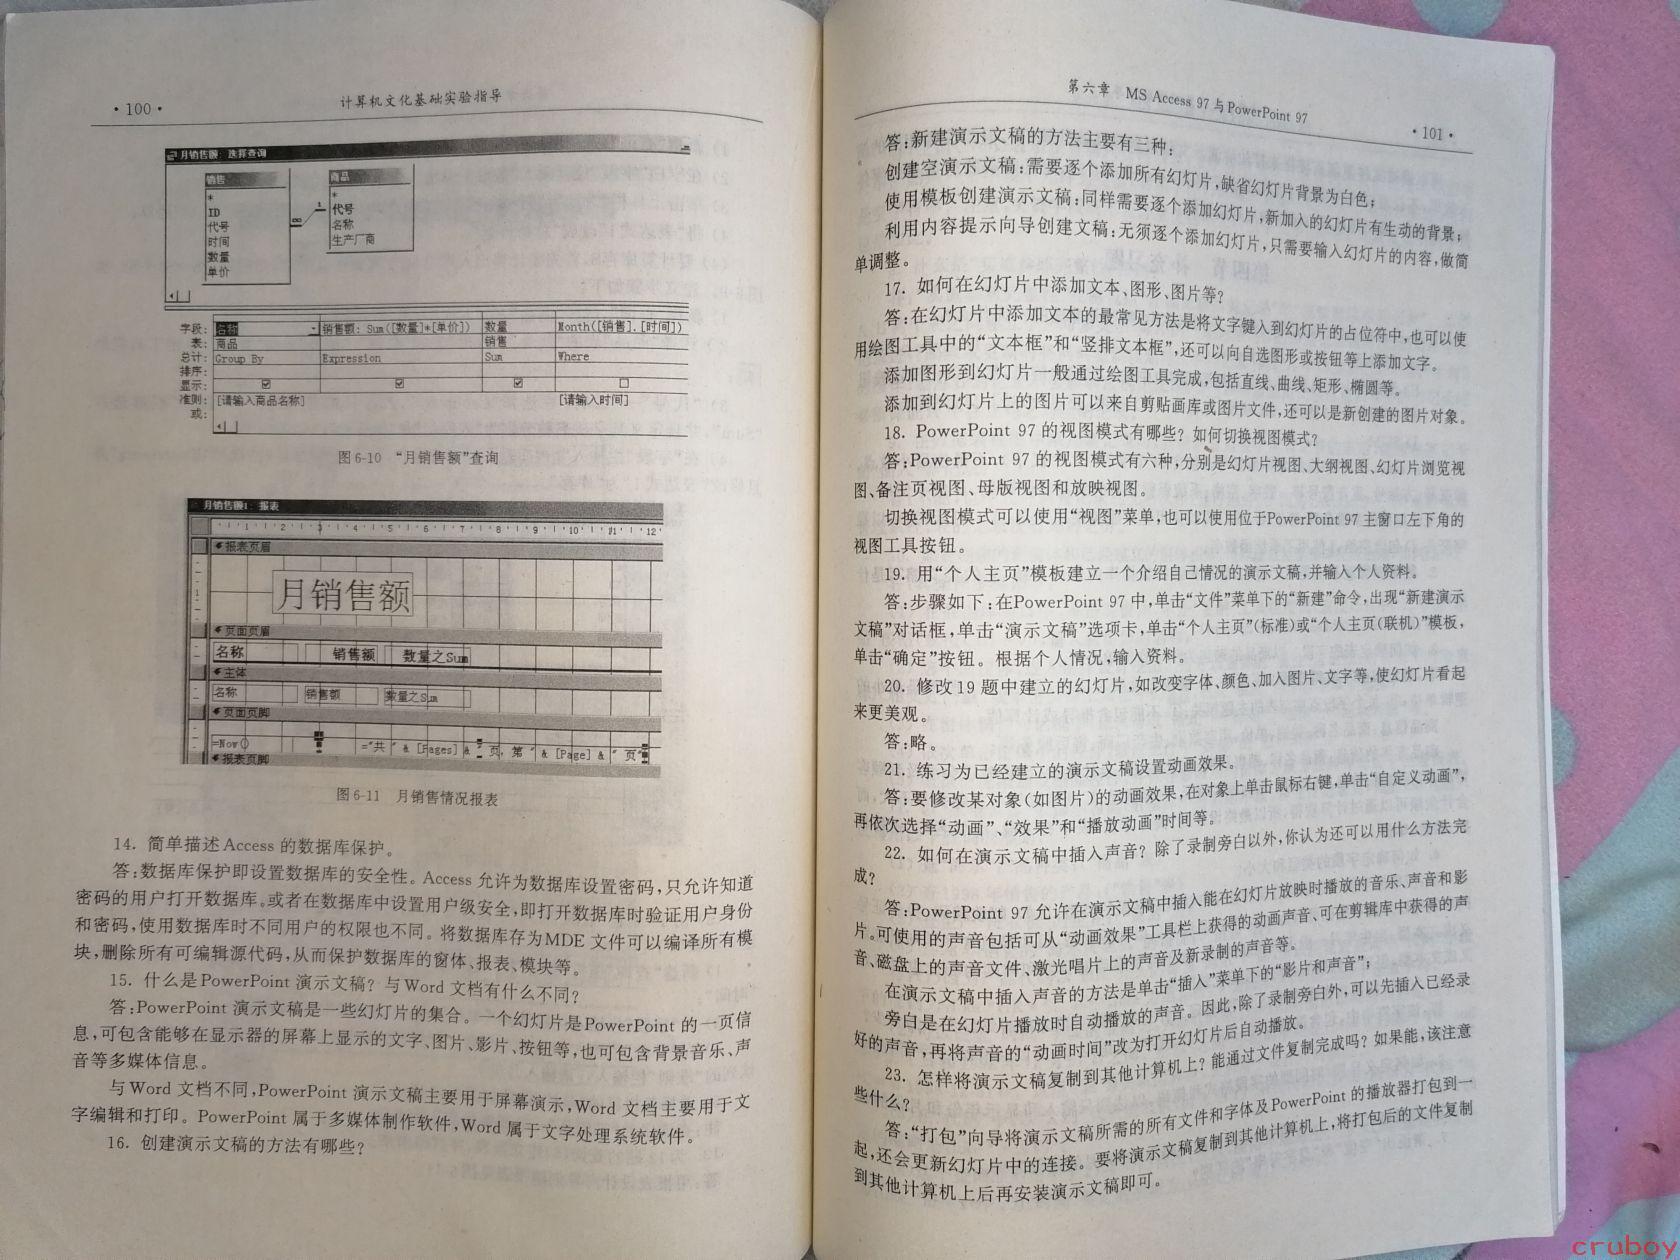 ·100·
计算机文化基础实验指导
月销售额：选择查询
销售
*
ID
代号
时间
数量
单价
商品
*
代号
名称
生产厂商
∞
1
字段： 名称 销售额: Sum([数量]*[单价]) 数量 Month([销售].[时间])
表： 商品 销售
总计： Group By Expression Sum Where
排序：
显示：
准则： [请输入商品名称] [请输入时间]
或：
图 6-10 “月销售额”查询
月销售额1：报表
1 2 3 4 5 6 7 8 9 10 11 12
报表页眉
月销售额
页面页眉
名称 销售额 数量之Sum
主体
名称 销售额 数量之Sum
页面页脚
=Now() ="共 " & [Pages] & " 页, 第 " & [Page] & " 页"
报表页脚
图 6-11 月销售情况报表
14. 简单描述 Access 的数据库保护。
答：数据库保护即设置数据库的安全性。Access 允许为数据库设置密码，只允许知道
密码的用户打开数据库。或者在数据库中设置用户级安全，即打开数据库时验证用户身份
和密码，使用数据库时不同用户的权限也不同。将数据库存为MDE 文件可以编译所有模
块，删除所有可编辑源代码，从而保护数据库的窗体、报表、模块等。
15. 什么是 PowerPoint 演示文稿？与 Word 文档有什么不同？
答：PowerPoint 演示文稿是一些幻灯片的集合。一个幻灯片是PowerPoint 的一页信
息，可包含能够在显示器的屏幕上显示的文字、图片、影片、按钮等，也可包含背景音乐、声
音等多媒体信息。
与 Word 文档不同，PowerPoint 演示文稿主要用于屏幕演示，Word 文档主要用于文
字编辑和打印。PowerPoint 属于多媒体制作软件，Word 属于文字处理系统软件。
16. 创建演示文稿的方法有哪些？
第六章 MS Access 97 与 PowerPoint 97
·101·
答：新建演示文稿的方法主要有三种：
创建空演示文稿：需要逐个添加所有幻灯片，缺省幻灯片背景为白色；
使用模板创建演示文稿：同样需要逐个添加幻灯片，新加入的幻灯片有生动的背景；
利用内容提示向导创建文稿：无须逐个添加幻灯片，只需要输入幻灯片的内容，做简
单调整。
17. 如何在幻灯片中添加文本、图形、图片等？
答：在幻灯片中添加文本的最常见方法是将文字键入到幻灯片的占位符中，也可以使
用绘图工具中的“文本框”和“竖排文本框”，还可以向自选图形或按钮等上添加文字。
添加图形到幻灯片一般通过绘图工具完成，包括直线、曲线、矩形、椭圆等。
添加到幻灯片上的图片可以来自剪贴画库或图片文件，还可以是新创建的图片对象。
18. PowerPoint 97 的视图模式有哪些？如何切换视图模式？
答：PowerPoint 97 的视图模式有六种，分别是幻灯片视图、大纲视图、幻灯片浏览视
图、备注页视图、母版视图和放映视图。
切换视图模式可以使用“视图”菜单，也可以使用位于PowerPoint 97 主窗口左下角的
视图工具按钮。
19. 用“个人主页”模板建立一个介绍自己情况的演示文稿，并输入个人资料。
答：步骤如下：在PowerPoint 97 中，单击“文件”菜单下的“新建”命令，出现“新建演示
文稿”对话框，单击“演示文稿”选项卡，单击“个人主页”(标准)或“个人主页(联机)”模板，
单击“确定”按钮。根据个人情况，输入资料。
20. 修改 19 题中建立的幻灯片，如改变字体、颜色、加入图片、文字等，使幻灯片看起
来更美观。
答：略。
21. 练习为已经建立的演示文稿设置动画效果。
答：要修改某对象(如图片)的动画效果，在对象上单击鼠标右键，单击“自定义动画”，
再依次选择“动画”、“效果”和“播放动画”时间等。
22. 如何在演示文稿中插入声音？除了录制旁白以外，你认为还可以用什么方法完
成？
答：PowerPoint 97 允许在演示文稿中插入能在幻灯片放映时播放的音乐、声音和影
片。可使用的声音包括可从“动画效果”工具栏上获得的动画声音、可在剪辑库中获得的声
音、磁盘上的声音文件、激光唱片上的声音及新录制的声音等。
在演示文稿中插入声音的方法是单击“插入”菜单下的“影片和声音”；
旁白是在幻灯片播放时自动播放的声音。因此，除了录制旁白外，可以先插入已经录
好的声音，再将声音的“动画时间”改为打开幻灯片后自动播放。
23. 怎样将演示文稿复制到其他计算机上？能通过文件复制完成吗？如果能，该注意
些什么？
答：“打包”向导将演示文稿所需的所有文件和字体及PowerPoint 的播放器打包到一
起，还会更新幻灯片中的连接。要将演示文稿复制到其他计算机上，将打包后的文件复制
到其他计算机上后再安装演示文稿即可。
cruboy